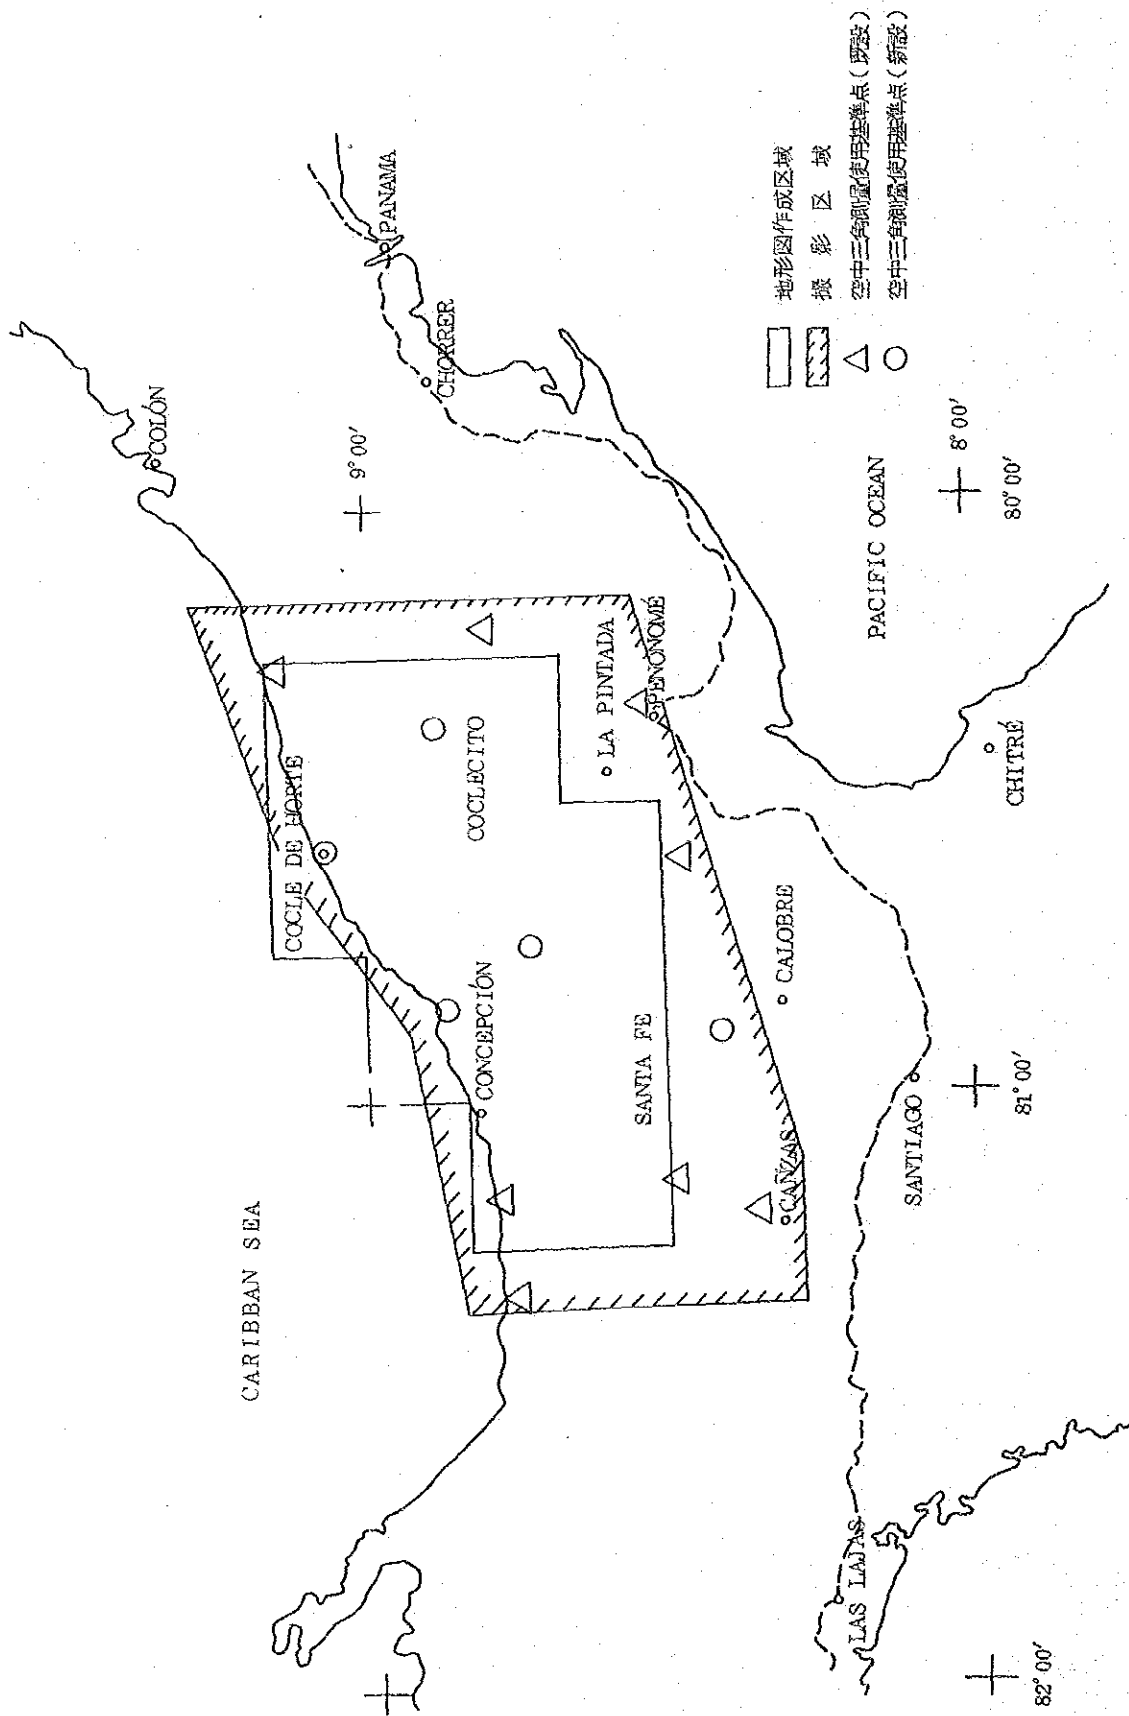 CARIBBAN SEA
COLÓN
PANAMA
CHORRER
9°00′
COCLE DE HORTE
COCLECITO
CONCEPCIÓN
LA PINTADA
PENONOMÉ
SANTA FE
CALOBRE
CAÑZAS
SANTIAGO
CHITRÉ
LAS LAJAS
PACIFIC OCEAN
8°00′
80°00′
81°00′
82°00′
地形図作成区域
撮影区域
空中三角測量使用基準点(既設)
空中三角測量使用基準点(新設)